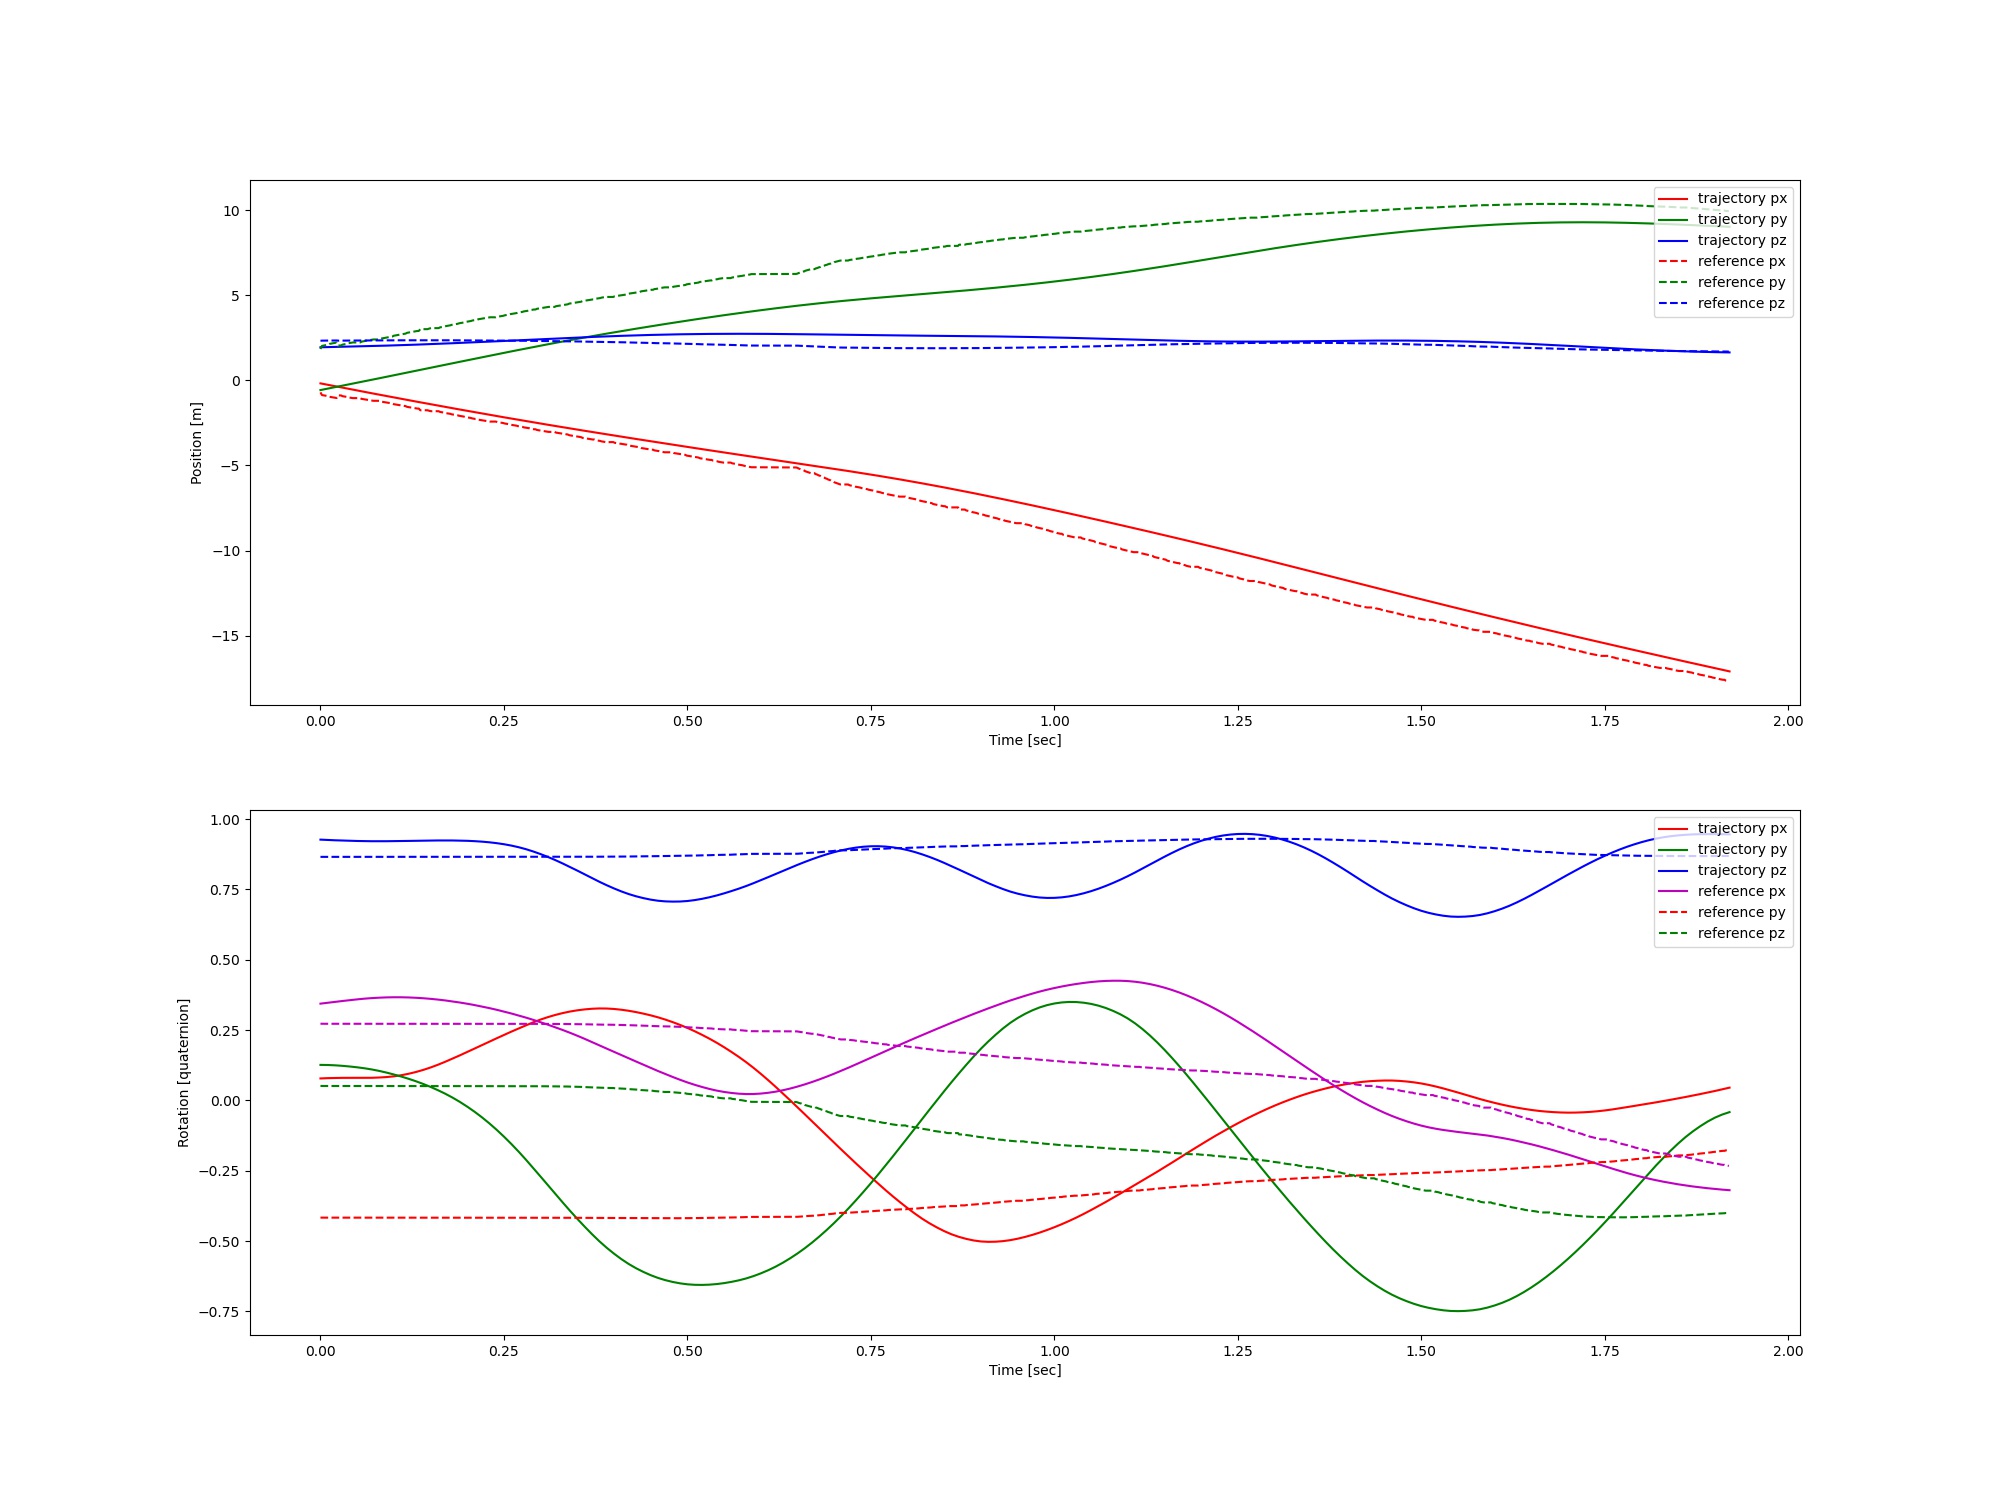 10
5
0
−5
−10
−15
Position [m]
trajectory px
trajectory py
trajectory pz
reference px
reference py
reference pz
0.00 0.25 0.50 0.75 1.00 1.25 1.50 1.75 2.00
Time [sec]
1.00
0.75
0.50
0.25
0.00
−0.25
−0.50
−0.75
Rotation [quaternion]
trajectory px
trajectory py
trajectory pz
reference px
reference py
reference pz
0.00 0.25 0.50 0.75 1.00 1.25 1.50 1.75 2.00
Time [sec]